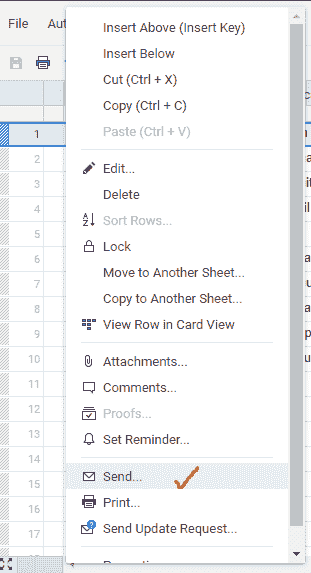 File
Aut
Insert Above (Insert Key)
Insert Below
Cut (Ctrl + X)
Copy (Ctrl + C)
Paste (Ctrl + V)
Edit...
Delete
Sort Rows...
Lock
Move to Another Sheet...
Copy to Another Sheet...
View Row in Card View
Attachments...
Comments...
Proofs...
Set Reminder...
Send...
Print...
Send Update Request...
1
2
3
4
5
6
7
8
9
10
11
12
13
14
15
16
17